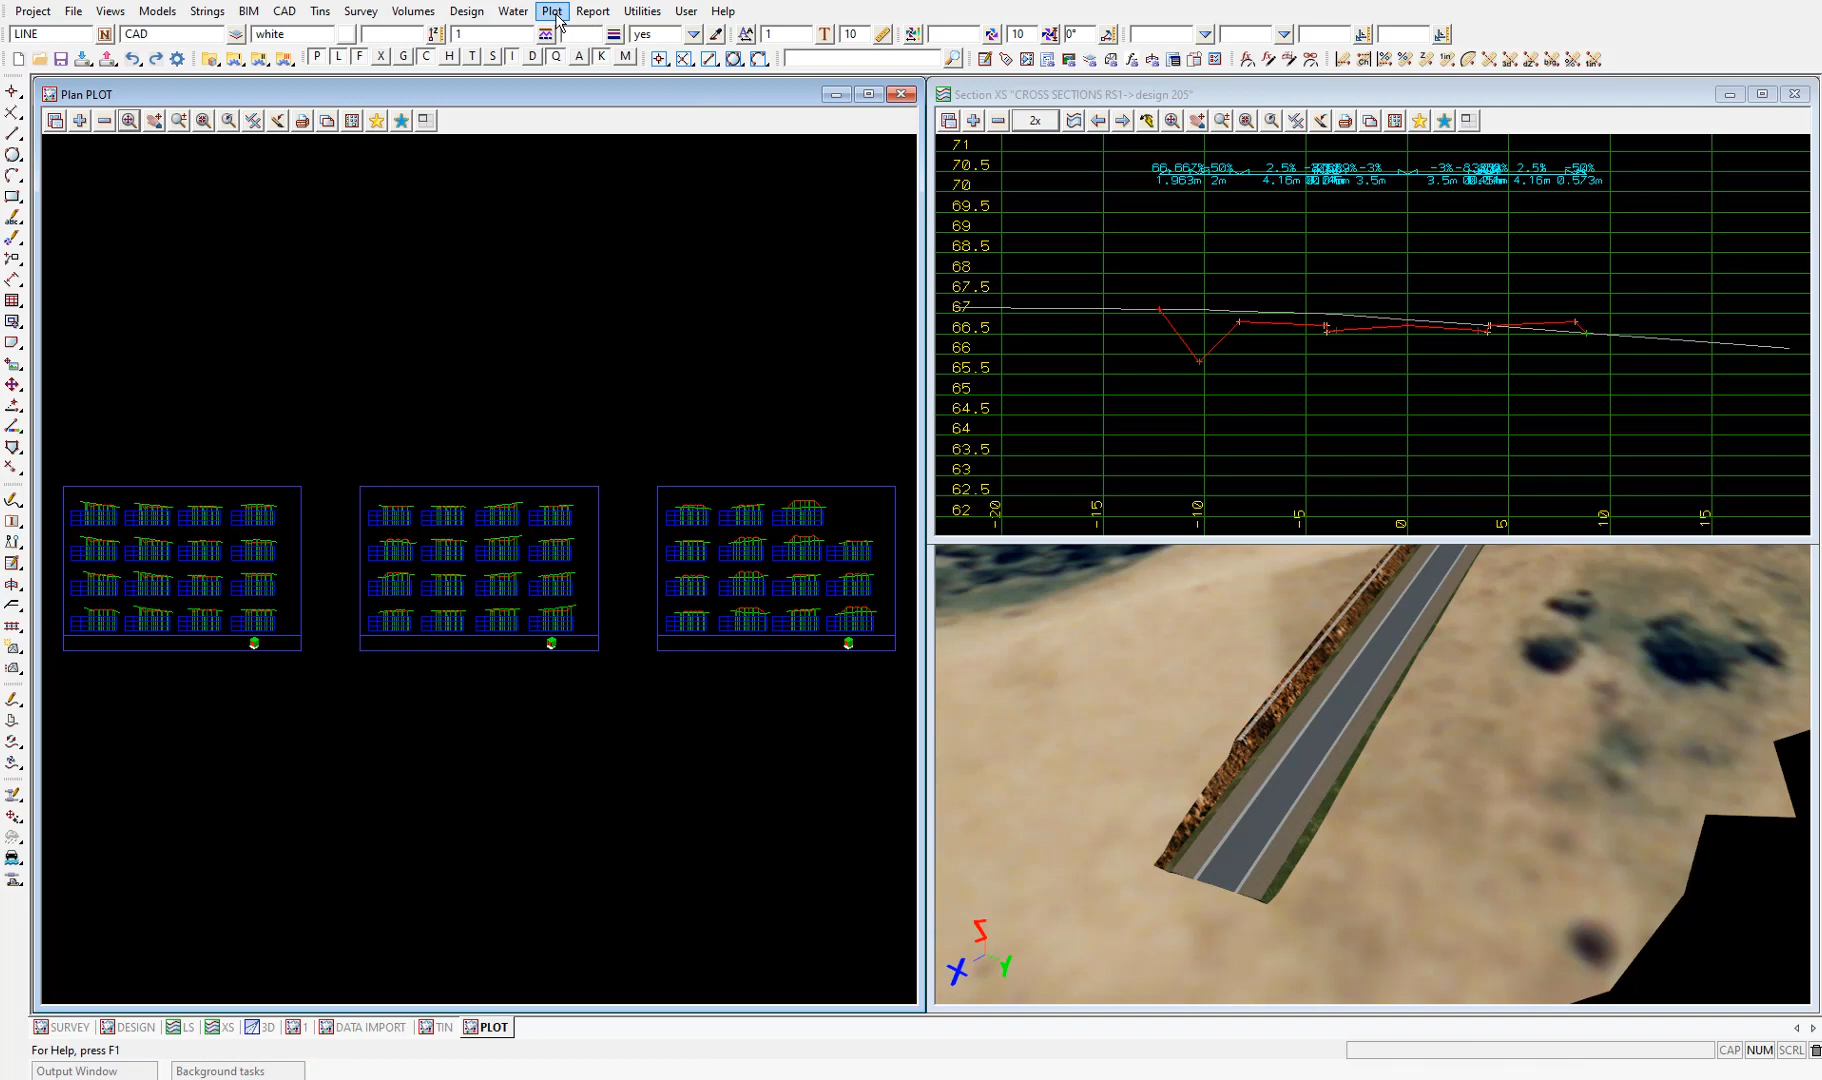 Project File Views Models Strings BIM CAD Tins Survey Volumes Design Water Plot Report Utilities User Help
LINE N CAD white 1 yes 1 T 10 10 0°
P L F X G C H T S I D Q A K M
Plan PLOT
Section XS "CROSS SECTIONS RS1->design 205"
2x
71
70.5
70
69.5
69
68.5
68
67.5
67
66.5
66
65.5
65
64.5
64
63.5
63
62.5
62
66.667% -50% 2.5% -3% -3% 2.5% -50%
1.963m 2m 4.16m 3.5m 3.5m 4.16m 0.573m
-20 -15 -10 -5 0 5 10 15
Z
X Y
SURVEY DESIGN LS XS 3D 1 DATA IMPORT TIN PLOT
For Help, press F1
CAP NUM SCRL
Output Window Background tasks